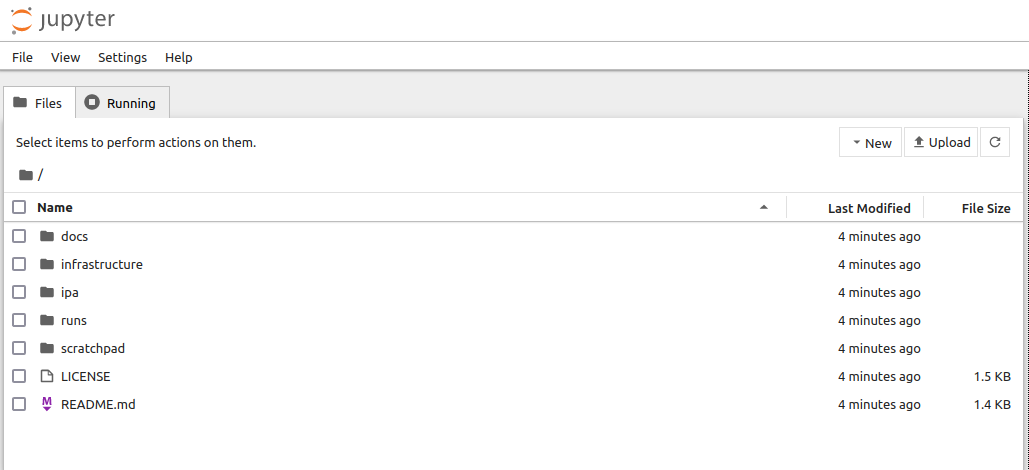 jupyter
File View Settings Help
Files Running
Select items to perform actions on them. New Upload
/
Name Last Modified File Size
docs 4 minutes ago
infrastructure 4 minutes ago
ipa 4 minutes ago
runs 4 minutes ago
scratchpad 4 minutes ago
LICENSE 4 minutes ago 1.5 KB
M README.md 4 minutes ago 1.4 KB